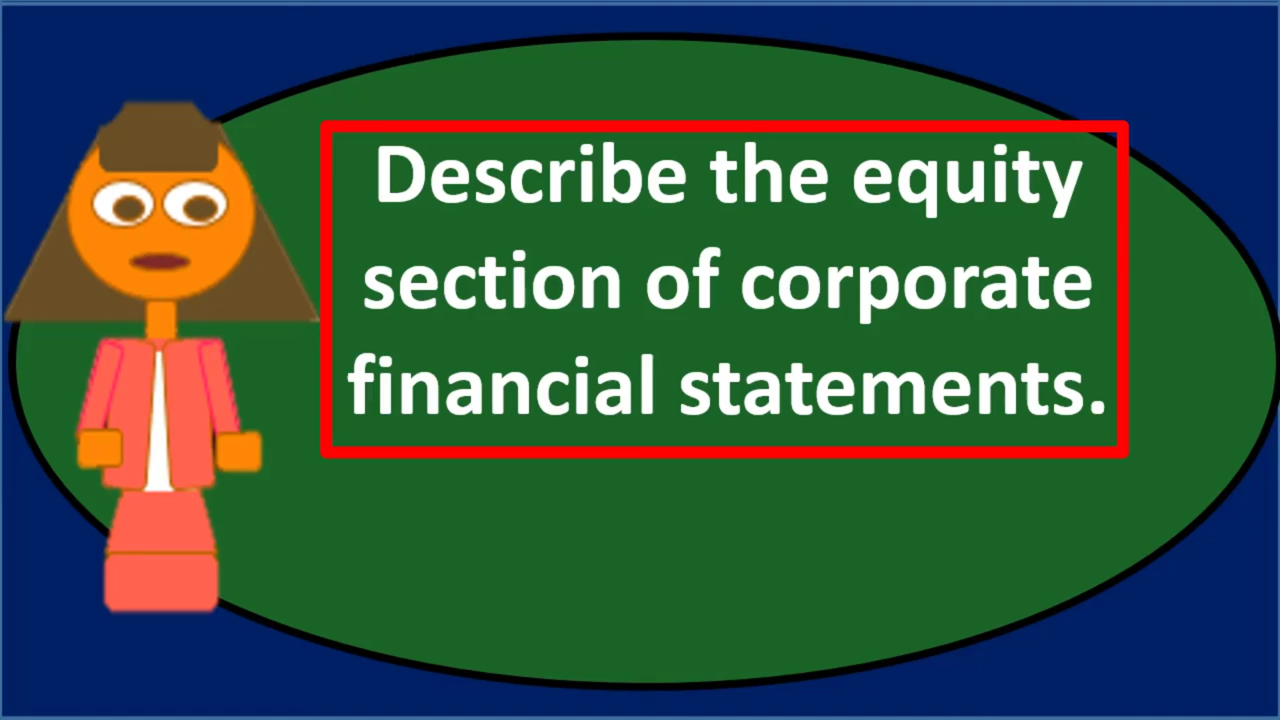 Describe the equity
section of corporate
financial statements.